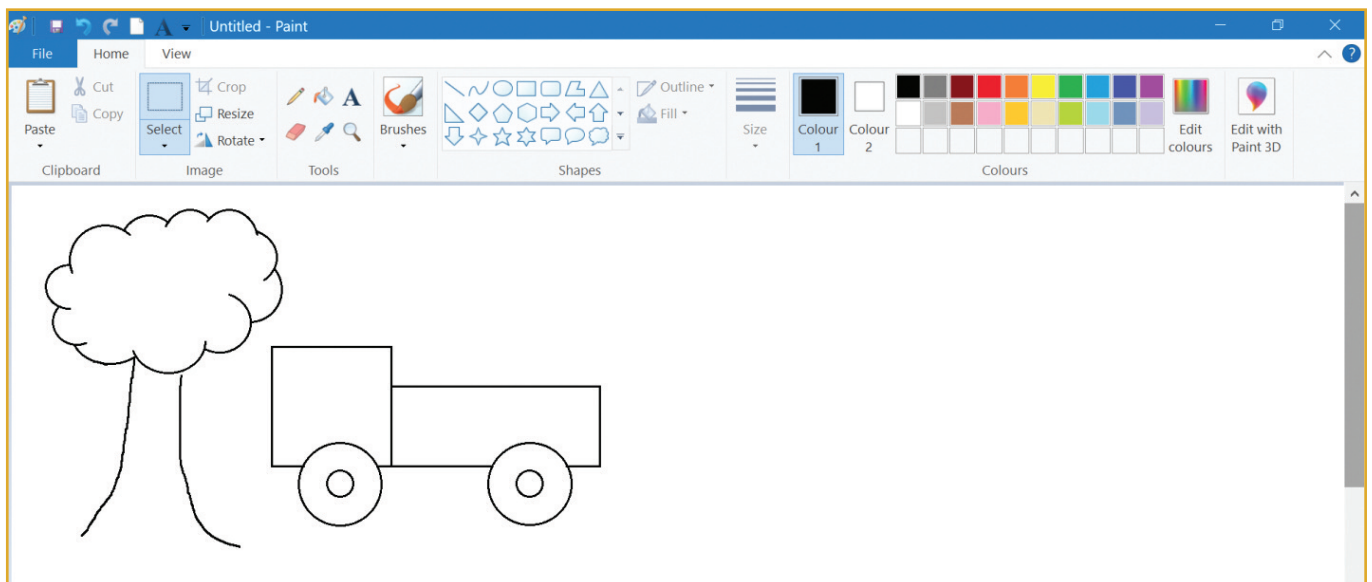 Untitled - Paint
File Home View
Cut
Copy
Paste
Clipboard
Select
Crop
Resize
Rotate
Image
A
Tools
Brushes
Shapes
Outline
Fill
Size
Colour
1
Colour
2
Colours
Edit
colours
Edit with
Paint 3D